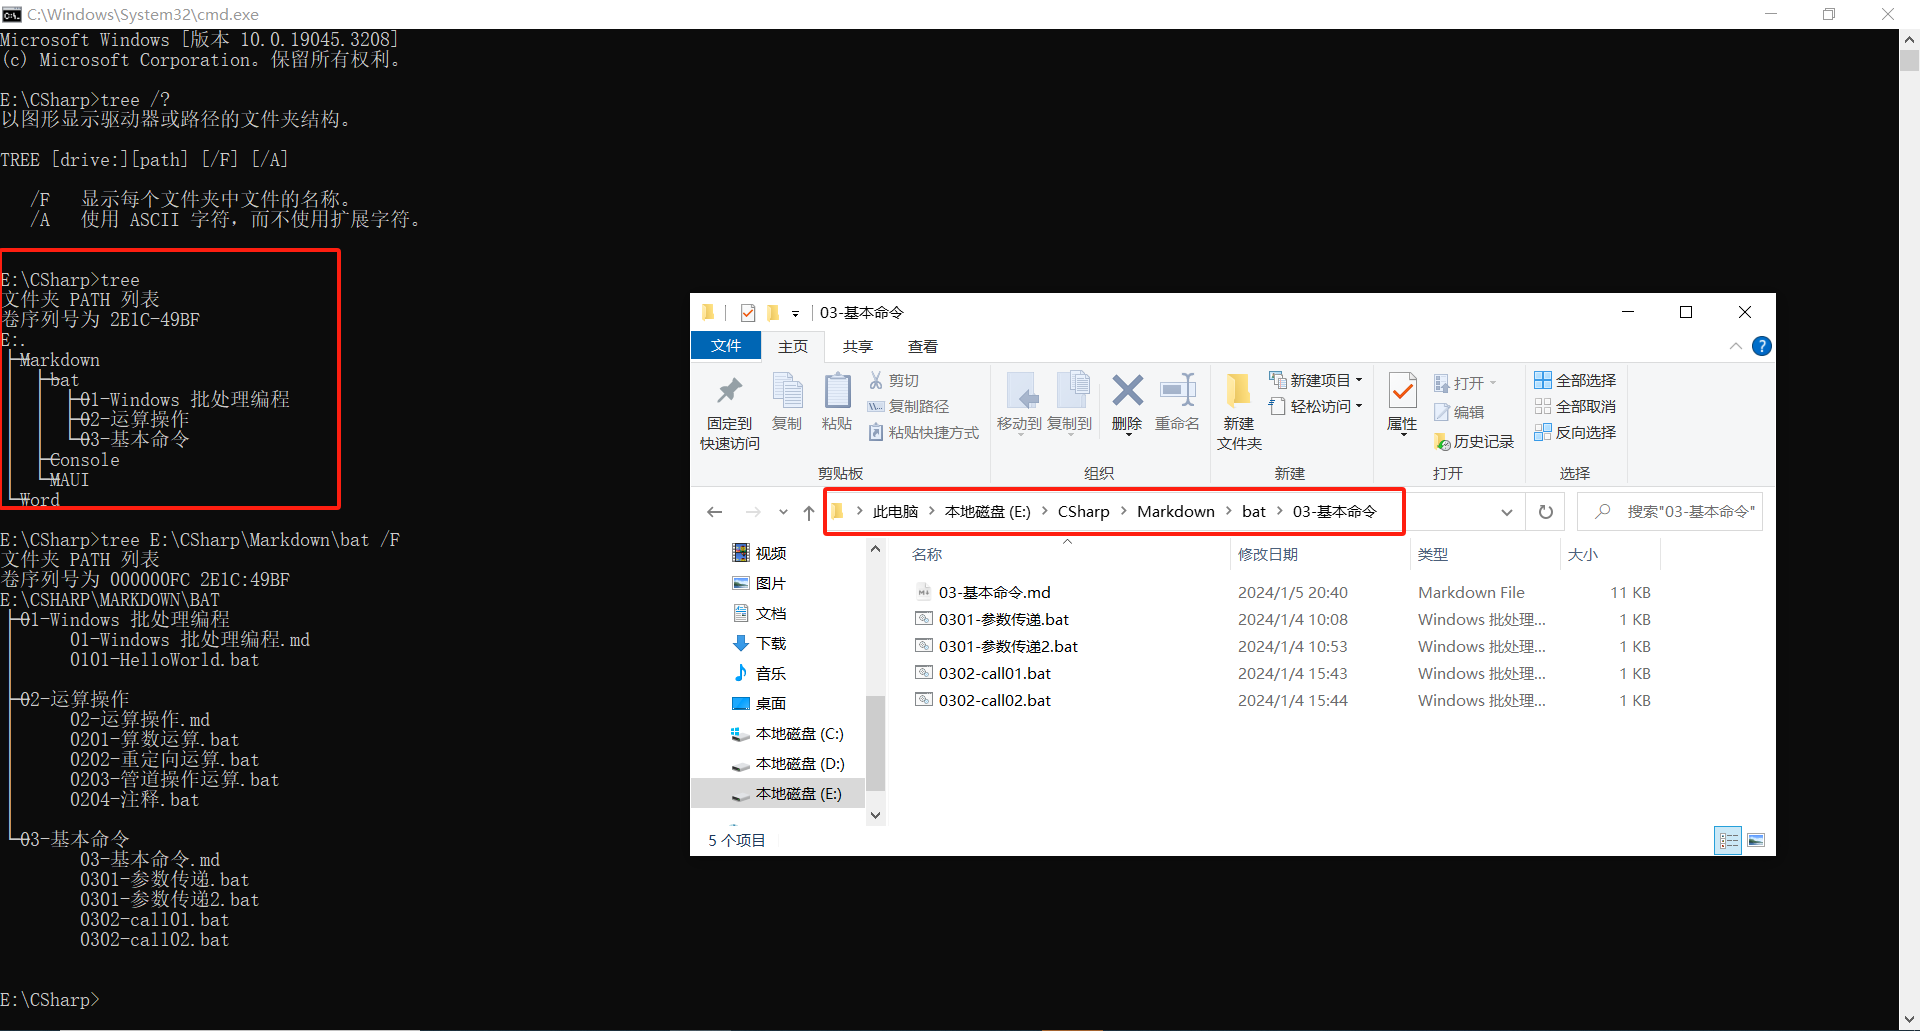 C:\Windows\System32\cmd.exe
Microsoft Windows [版本 10.0.19045.3208]
(c) Microsoft Corporation。保留所有权利。
E:\CSharp>tree /?
以图形显示驱动器或路径的文件夹结构。
TREE [drive:][path] [/F] [/A]
/F 显示每个文件夹中文件的名称。
/A 使用 ASCII 字符，而不使用扩展字符。
E:\CSharp>tree
文件夹 PATH 列表
卷序列号为 2E1C-49BF
E:.
├─Markdown
│  ├─bat
│  │  ├─01-Windows 批处理编程
│  │  ├─02-运算操作
│  │  └─03-基本命令
│  ├─Console
│  └─MAUI
└─Word
E:\CSharp>tree E:\CSharp\Markdown\bat /F
文件夹 PATH 列表
卷序列号为 000000FC 2E1C:49BF
E:\CSHARP\MARKDOWN\BAT
├─01-Windows 批处理编程
│      01-Windows 批处理编程.md
│      0101-HelloWorld.bat
├─02-运算操作
│      02-运算操作.md
│      0201-算数运算.bat
│      0202-重定向运算.bat
│      0203-管道操作运算.bat
│      0204-注释.bat
└─03-基本命令
03-基本命令.md
0301-参数传递.bat
0301-参数传递2.bat
0302-call01.bat
0302-call02.bat
E:\CSharp>
03-基本命令
文件 主页 共享 查看
固定到快速访问
复制
粘贴
剪切
复制路径
粘贴快捷方式
剪贴板
移动到 复制到 删除 重命名
组织
新建文件夹
新建项目
轻松访问
新建
属性
打开
编辑
历史记录
打开
全部选择
全部取消
反向选择
选择
此电脑 > 本地磁盘 (E:) > CSharp > Markdown > bat > 03-基本命令
搜索"03-基本命令"
视频
图片
文档
下载
音乐
桌面
本地磁盘 (C:)
本地磁盘 (D:)
本地磁盘 (E:)
名称 修改日期 类型 大小
03-基本命令.md 2024/1/5 20:40 Markdown File 11 KB
0301-参数传递.bat 2024/1/4 10:08 Windows 批处理... 1 KB
0301-参数传递2.bat 2024/1/4 10:53 Windows 批处理... 1 KB
0302-call01.bat 2024/1/4 15:43 Windows 批处理... 1 KB
0302-call02.bat 2024/1/4 15:44 Windows 批处理... 1 KB
5 个项目